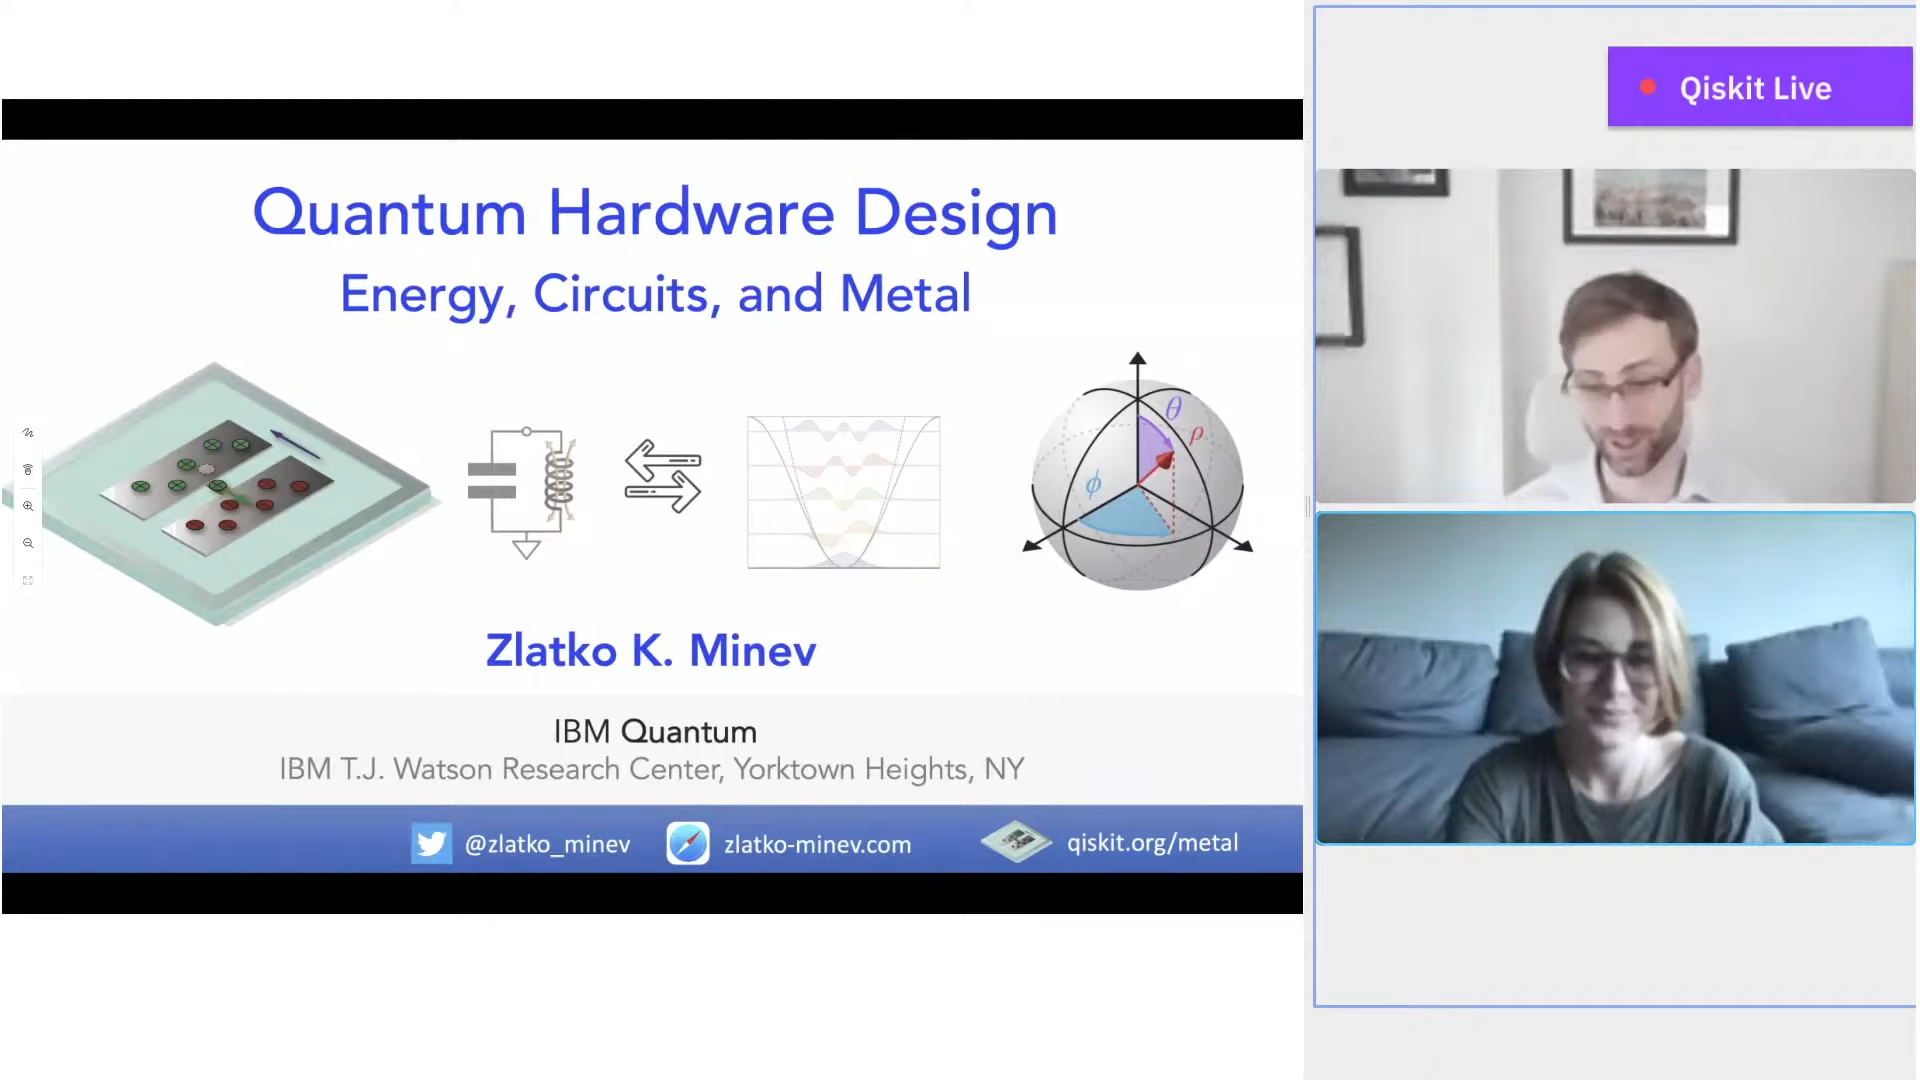 Qiskit Live
Quantum Hardware Design
Energy, Circuits, and Metal
θ
ρ
ϕ
Zlatko K. Minev
IBM Quantum
IBM T.J. Watson Research Center, Yorktown Heights, NY
@zlatko_minev
zlatko-minev.com
qiskit.org/metal